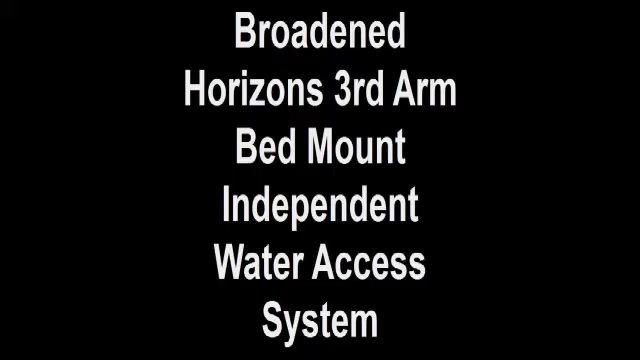 Broadened
Horizons 3rd Arm
Bed Mount
Independent
Water Access
System